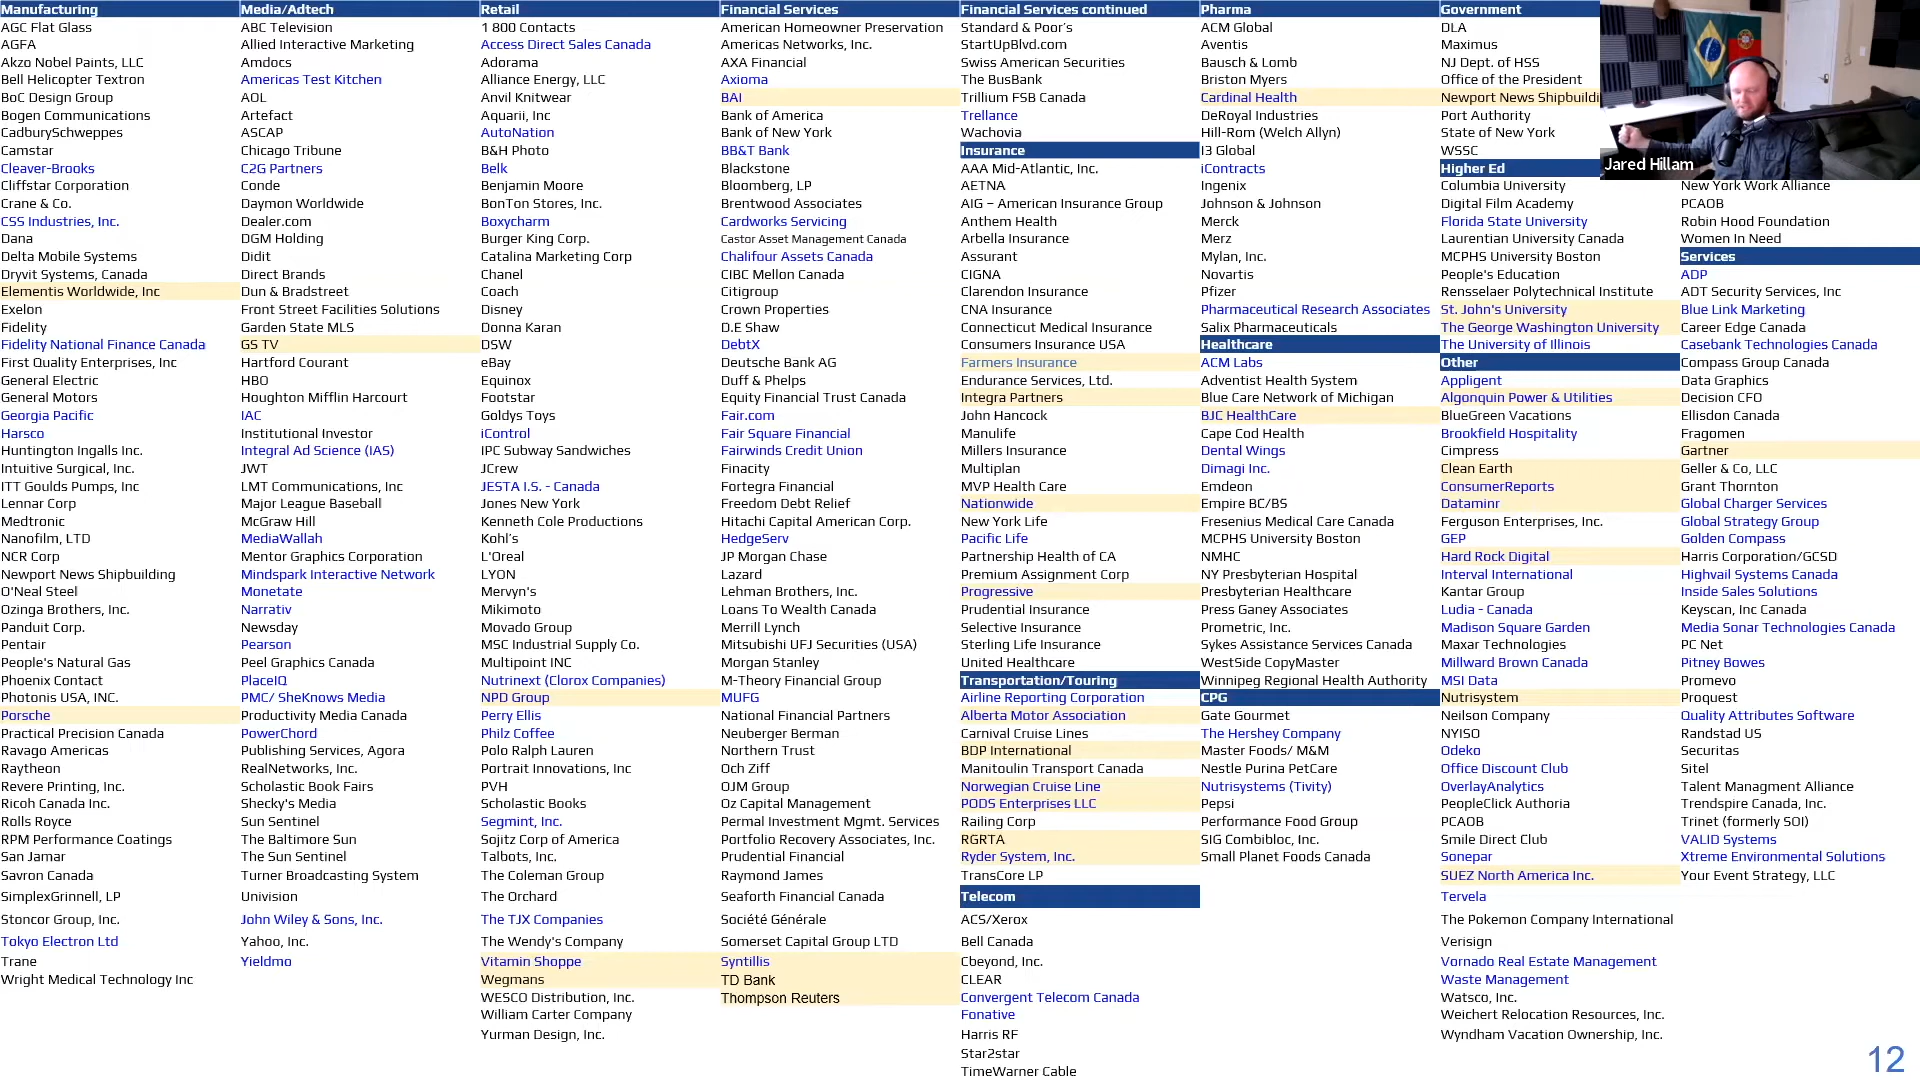 Manufacturing
AGC Flat Glass
AGFA
Akzo Nobel Paints, LLC
Bell Helicopter Textron
BoC Design Group
Bogen Communications
CadburySchweppes
Camstar
Cleaver-Brooks
Cliffstar Corporation
Crane & Co.
CSS Industries, Inc.
Dana
Delta Mobile Systems
Dryvit Systems, Canada
Elementis Worldwide, Inc
Exelon
Fidelity
Fidelity National Finance Canada
First Quality Enterprises, Inc
General Electric
General Motors
Georgia Pacific
Harsco
Huntington Ingalls Inc.
Intuitive Surgical, Inc.
ITT Goulds Pumps, Inc
Lennar Corp
Medtronic
Nanofilm, LTD
NCR Corp
Newport News Shipbuilding
O'Neal Steel
Ozinga Brothers, Inc.
Panduit Corp.
Pentair
People's Natural Gas
Phoenix Contact
Photonis USA, INC.
Porsche
Practical Precision Canada
Ravago Americas
Raytheon
Revere Printing, Inc.
Ricoh Canada Inc.
Rolls Royce
RPM Performance Coatings
San Jamar
Savron Canada
SimplexGrinnell, LP
Stoncor Group, Inc.
Tokyo Electron Ltd
Trane
Wright Medical Technology Inc
Media/Adtech
ABC Television
Allied Interactive Marketing
Amdocs
Americas Test Kitchen
AOL
Artefact
ASCAP
Chicago Tribune
C2G Partners
Conde
Daymon Worldwide
Dealer.com
DGM Holding
Didit
Direct Brands
Dun & Bradstreet
Front Street Facilities Solutions
Garden State MLS
GS TV
Hartford Courant
HBO
Houghton Mifflin Harcourt
IAC
Institutional Investor
Integral Ad Science (IAS)
JWT
LMT Communications, Inc
Major League Baseball
McGraw Hill
MediaWallah
Mentor Graphics Corporation
Mindspark Interactive Network
Monetate
Narrativ
Newsday
Pearson
Peel Graphics Canada
PlaceIQ
PMC/ SheKnows Media
Productivity Media Canada
PowerChord
Publishing Services, Agora
RealNetworks, Inc.
Scholastic Book Fairs
Shecky's Media
Sun Sentinel
The Baltimore Sun
The Sun Sentinel
Turner Broadcasting System
Univision
John Wiley & Sons, Inc.
Yahoo, Inc.
Yieldmo
Retail
1 800 Contacts
Access Direct Sales Canada
Adorama
Alliance Energy, LLC
Anvil Knitwear
Aquarii, Inc
AutoNation
B&H Photo
Belk
Benjamin Moore
BonTon Stores, Inc.
Boxycharm
Burger King Corp.
Catalina Marketing Corp
Chanel
Coach
Disney
Donna Karan
DSW
eBay
Equinox
Footstar
Goldys Toys
iControl
IPC Subway Sandwiches
JCrew
JESTA I.S. - Canada
Jones New York
Kenneth Cole Productions
Kohl's
L'Oreal
LYON
Mervyn's
Mikimoto
Movado Group
MSC Industrial Supply Co.
Multipoint INC
Nutrinext (Clorox Companies)
NPD Group
Perry Ellis
Philz Coffee
Polo Ralph Lauren
Portrait Innovations, Inc
PVH
Scholastic Books
Segmint, Inc.
Sojitz Corp of America
Talbots, Inc.
The Coleman Group
The Orchard
The TJX Companies
The Wendy's Company
Vitamin Shoppe
Wegmans
WESCO Distribution, Inc.
William Carter Company
Yurman Design, Inc.
Financial Services
American Homeowner Preservation
Americas Networks, Inc.
AXA Financial
Axioma
BAI
Bank of America
Bank of New York
BB&T Bank
Blackstone
Bloomberg, LP
Brentwood Associates
Cardworks Servicing
Castor Asset Management Canada
Chalifour Assets Canada
CIBC Mellon Canada
Citigroup
Crown Properties
D.E Shaw
DebtX
Deutsche Bank AG
Duff & Phelps
Equity Financial Trust Canada
Fair.com
Fair Square Financial
Fairwinds Credit Union
Finacity
Fortegra Financial
Freedom Debt Relief
Hitachi Capital American Corp.
HedgeServ
JP Morgan Chase
Lazard
Lehman Brothers, Inc.
Loans To Wealth Canada
Merrill Lynch
Mitsubishi UFJ Securities (USA)
Morgan Stanley
M-Theory Financial Group
MUFG
National Financial Partners
Neuberger Berman
Northern Trust
Och Ziff
OJM Group
Oz Capital Management
Permal Investment Mgmt. Services
Portfolio Recovery Associates, Inc.
Prudential Financial
Raymond James
Seaforth Financial Canada
Société Générale
Somerset Capital Group LTD
Syntillis
TD Bank
Thompson Reuters
Financial Services continued
Standard & Poor's
StartUpBlvd.com
Swiss American Securities
The BusBank
Trillium FSB Canada
Trellance
Wachovia
Insurance
AAA Mid-Atlantic, Inc.
AETNA
AIG – American Insurance Group
Anthem Health
Arbella Insurance
Assurant
CIGNA
Clarendon Insurance
CNA Insurance
Connecticut Medical Insurance
Consumers Insurance USA
Farmers Insurance
Endurance Services, Ltd.
Integra Partners
John Hancock
Manulife
Millers Insurance
Multiplan
MVP Health Care
Nationwide
New York Life
Pacific Life
Partnership Health of CA
Premium Assignment Corp
Progressive
Prudential Insurance
Selective Insurance
Sterling Life Insurance
United Healthcare
Transportation/Touring
Airline Reporting Corporation
Alberta Motor Association
Carnival Cruise Lines
BDP International
Manitoulin Transport Canada
Norwegian Cruise Line
PODS Enterprises LLC
Railing Corp
RGRTA
Ryder System, Inc.
TransCore LP
Telecom
ACS/Xerox
Bell Canada
Cbeyond, Inc.
CLEAR
Convergent Telecom Canada
Fonative
Harris RF
Star2star
TimeWarner Cable
Pharma
ACM Global
Aventis
Bausch & Lomb
Briston Myers
Cardinal Health
DeRoyal Industries
Hill-Rom (Welch Allyn)
I3 Global
iContracts
Ingenix
Johnson & Johnson
Merck
Merz
Mylan, Inc.
Novartis
Pfizer
Pharmaceutical Research Associates
Salix Pharmaceuticals
Healthcare
ACM Labs
Adventist Health System
Blue Care Network of Michigan
BJC HealthCare
Cape Cod Health
Dental Wings
Dimagi Inc.
Emdeon
Empire BC/BS
Fresenius Medical Care Canada
MCPHS University Boston
NMHC
NY Presbyterian Hospital
Presbyterian Healthcare
Press Ganey Associates
Prometric, Inc.
Sykes Assistance Services Canada
WestSide CopyMaster
Winnipeg Regional Health Authority
CPG
Gate Gourmet
The Hershey Company
Master Foods/ M&M
Nestle Purina PetCare
Nutrisystems (Tivity)
Pepsi
Performance Food Group
SIG Combibloc, Inc.
Small Planet Foods Canada
Government
DLA
Maximus
NJ Dept. of HSS
Office of the President
Newport News Shipbuildi
Port Authority
State of New York
WSSC
Higher Ed
Columbia University
Digital Film Academy
Florida State University
Laurentian University Canada
MCPHS University Boston
People's Education
Rensselaer Polytechnical Institute
St. John's University
The George Washington University
The University of Illinois
Other
Appligent
Algonquin Power & Utilities
BlueGreen Vacations
Brookfield Hospitality
Cimpress
Clean Earth
ConsumerReports
Dataminr
Ferguson Enterprises, Inc.
GEP
Hard Rock Digital
Interval International
Kantar Group
Ludia - Canada
Madison Square Garden
Maxar Technologies
Millward Brown Canada
MSI Data
Nutrisystem
Neilson Company
NYISO
Odeko
Office Discount Club
OverlayAnalytics
PeopleClick Authoria
PCAOB
Smile Direct Club
Sonepar
SUEZ North America Inc.
Tervela
The Pokemon Company International
Verisign
Vornado Real Estate Management
Waste Management
Watsco, Inc.
Weichert Relocation Resources, Inc.
Wyndham Vacation Ownership, Inc.
Jared Hillam
New York Work Alliance
PCAOB
Robin Hood Foundation
Women In Need
Services
ADP
ADT Security Services, Inc
Blue Link Marketing
Career Edge Canada
Casebank Technologies Canada
Compass Group Canada
Data Graphics
Decision CFO
Ellisdon Canada
Fragomen
Gartner
Geller & Co, LLC
Grant Thornton
Global Charger Services
Global Strategy Group
Golden Compass
Harris Corporation/GCSD
Highvail Systems Canada
Inside Sales Solutions
Keyscan, Inc Canada
Media Sonar Technologies Canada
PC Net
Pitney Bowes
Promevo
Proquest
Quality Attributes Software
Randstad US
Securitas
Sitel
Talent Managment Alliance
Trendspire Canada, Inc.
Trinet (formerly SOI)
VALID Systems
Xtreme Environmental Solutions
Your Event Strategy, LLC
12